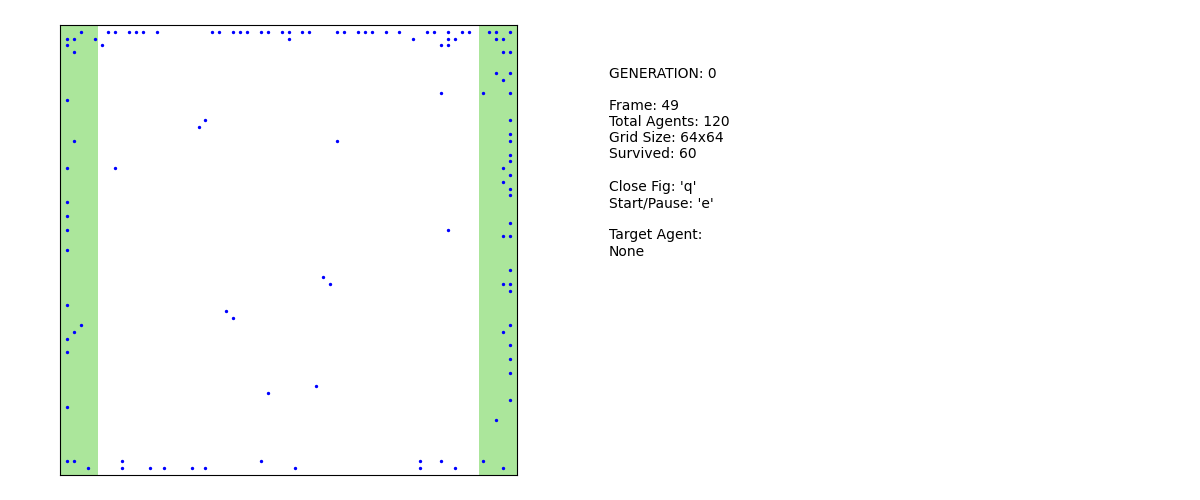 GENERATION: 0
Frame: 49
Total Agents: 120
Grid Size: 64x64
Survived: 60
Close Fig: 'q'
Start/Pause: 'e'
Target Agent:
None